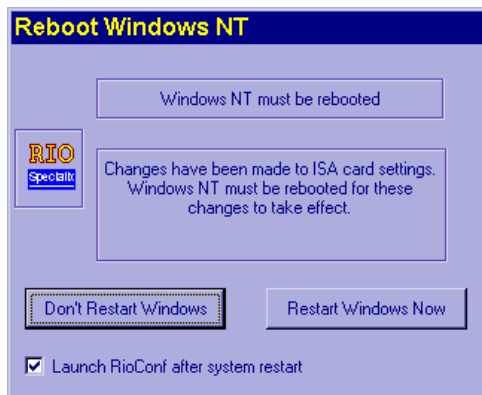 Reboot Windows NT
Windows NT must be rebooted
RIO
Specialix
Changes have been made to ISA card settings.
Windows NT must be rebooted for these
changes to take effect.
Don't Restart Windows
Restart Windows Now
Launch RioConf after system restart